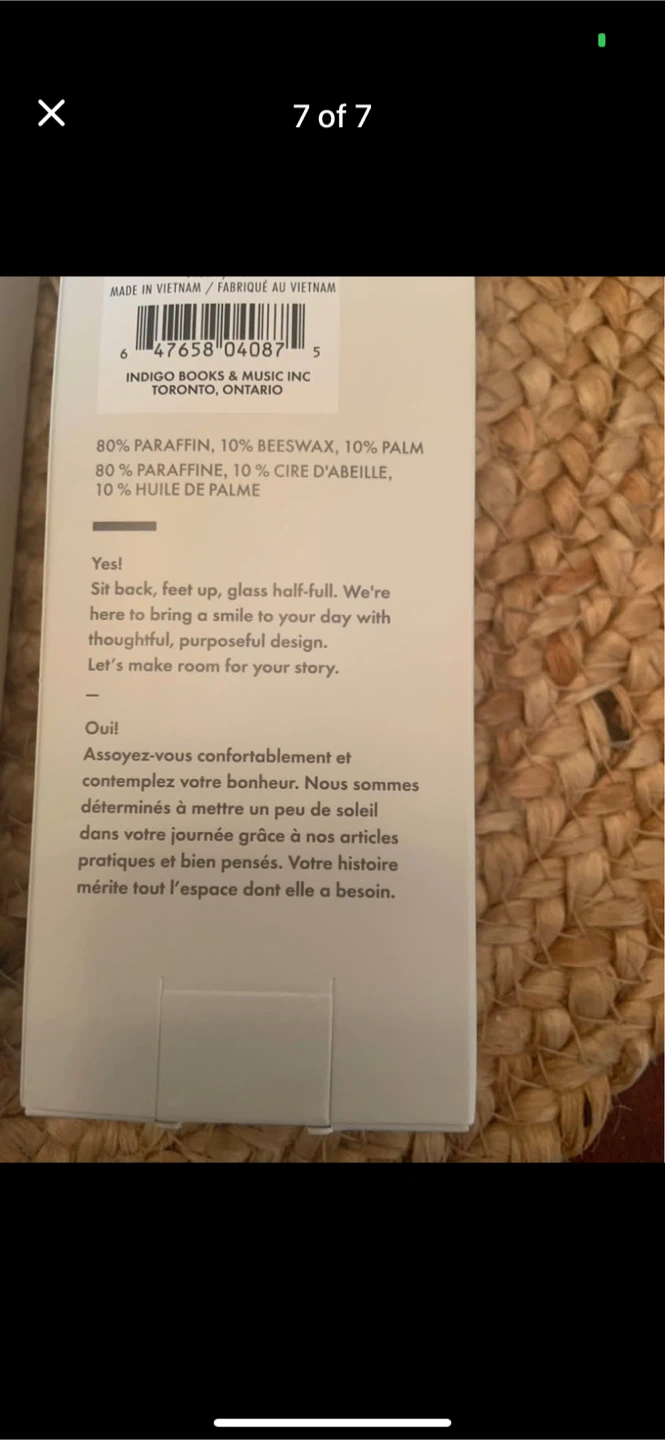 7 of 7
MADE IN VIETNAM / FABRIQUÉ AU VIETNAM
6 47658 04087 5
INDIGO BOOKS & MUSIC INC
TORONTO, ONTARIO
80% PARAFFIN, 10% BEESWAX, 10% PALM
80 % PARAFFINE, 10 % CIRE D'ABEILLE,
10 % HUILE DE PALME
Yes!
Sit back, feet up, glass half-full. We're
here to bring a smile to your day with
thoughtful, purposeful design.
Let's make room for your story.
—
Oui!
Assoyez-vous confortablement et
contemplez votre bonheur. Nous sommes
déterminés à mettre un peu de soleil
dans votre journée grâce à nos articles
pratiques et bien pensés. Votre histoire
mérite tout l'espace dont elle a besoin.